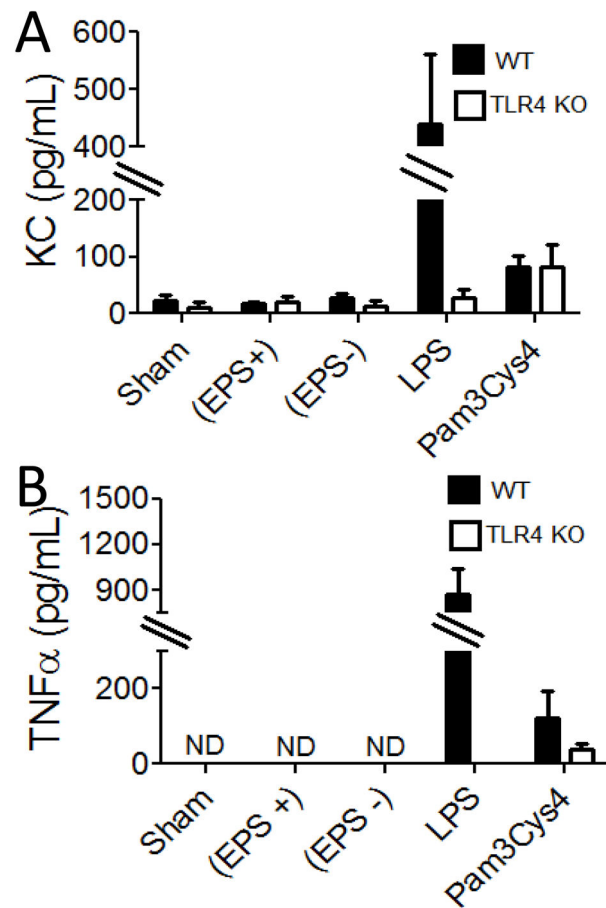 A
KC (pg/mL)
600
500
400
200
100
0
WT
TLR4 KO
Sham
(EPS+)
(EPS-)
LPS
Pam3Cys4
B
TNFα (pg/mL)
1500
1200
900
200
0
WT
TLR4 KO
ND
ND
ND
Sham
(EPS +)
(EPS -)
LPS
Pam3Cys4